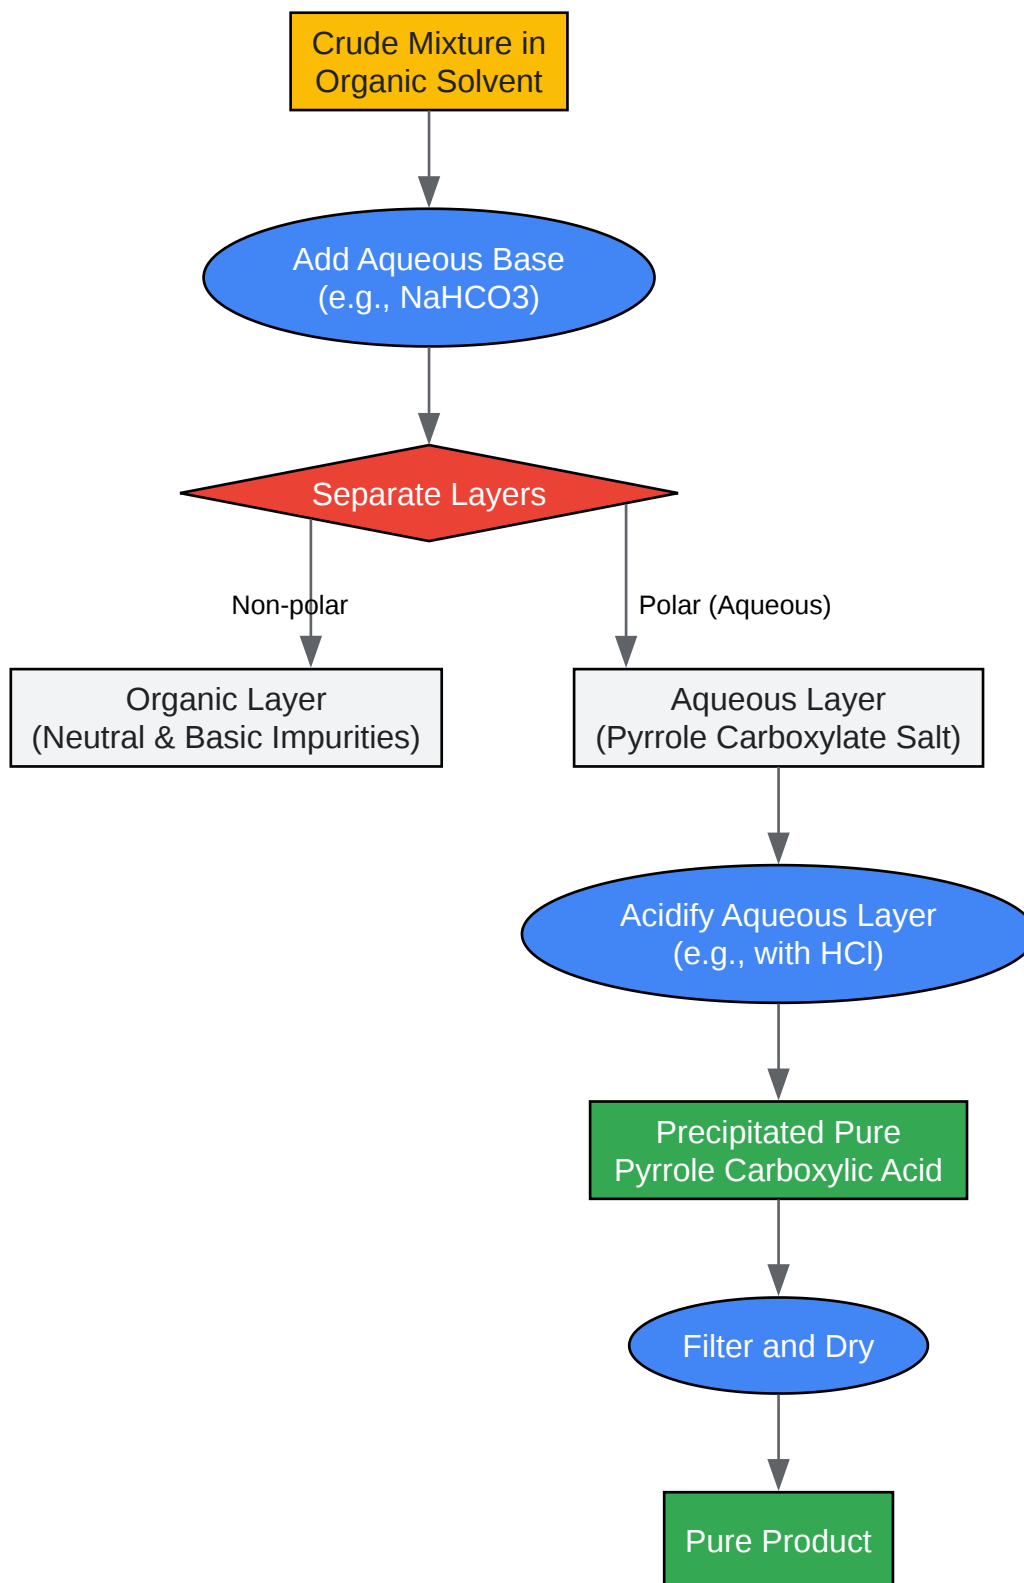 Crude Mixture in
Organic Solvent
Add Aqueous Base
(e.g., NaHCO3)
Separate Layers
Non-polar
Polar (Aqueous)
Organic Layer
(Neutral & Basic Impurities)
Aqueous Layer
(Pyrrole Carboxylate Salt)
Acidify Aqueous Layer
(e.g., with HCl)
Precipitated Pure
Pyrrole Carboxylic Acid
Filter and Dry
Pure Product